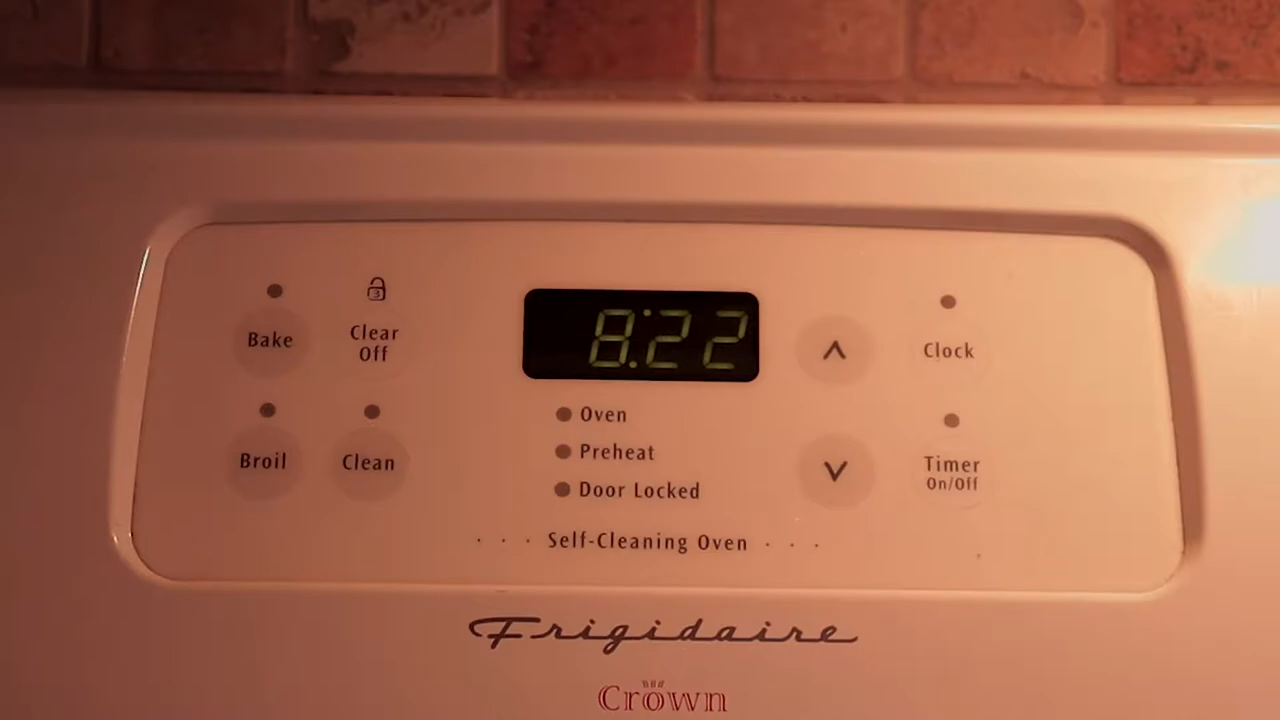 Bake
Clear
Off
3
8:22
Clock
Broil
Clean
Oven
Preheat
Door Locked
Timer
On/Off
· · · Self-Cleaning Oven · · ·
Frigidaire
Crown